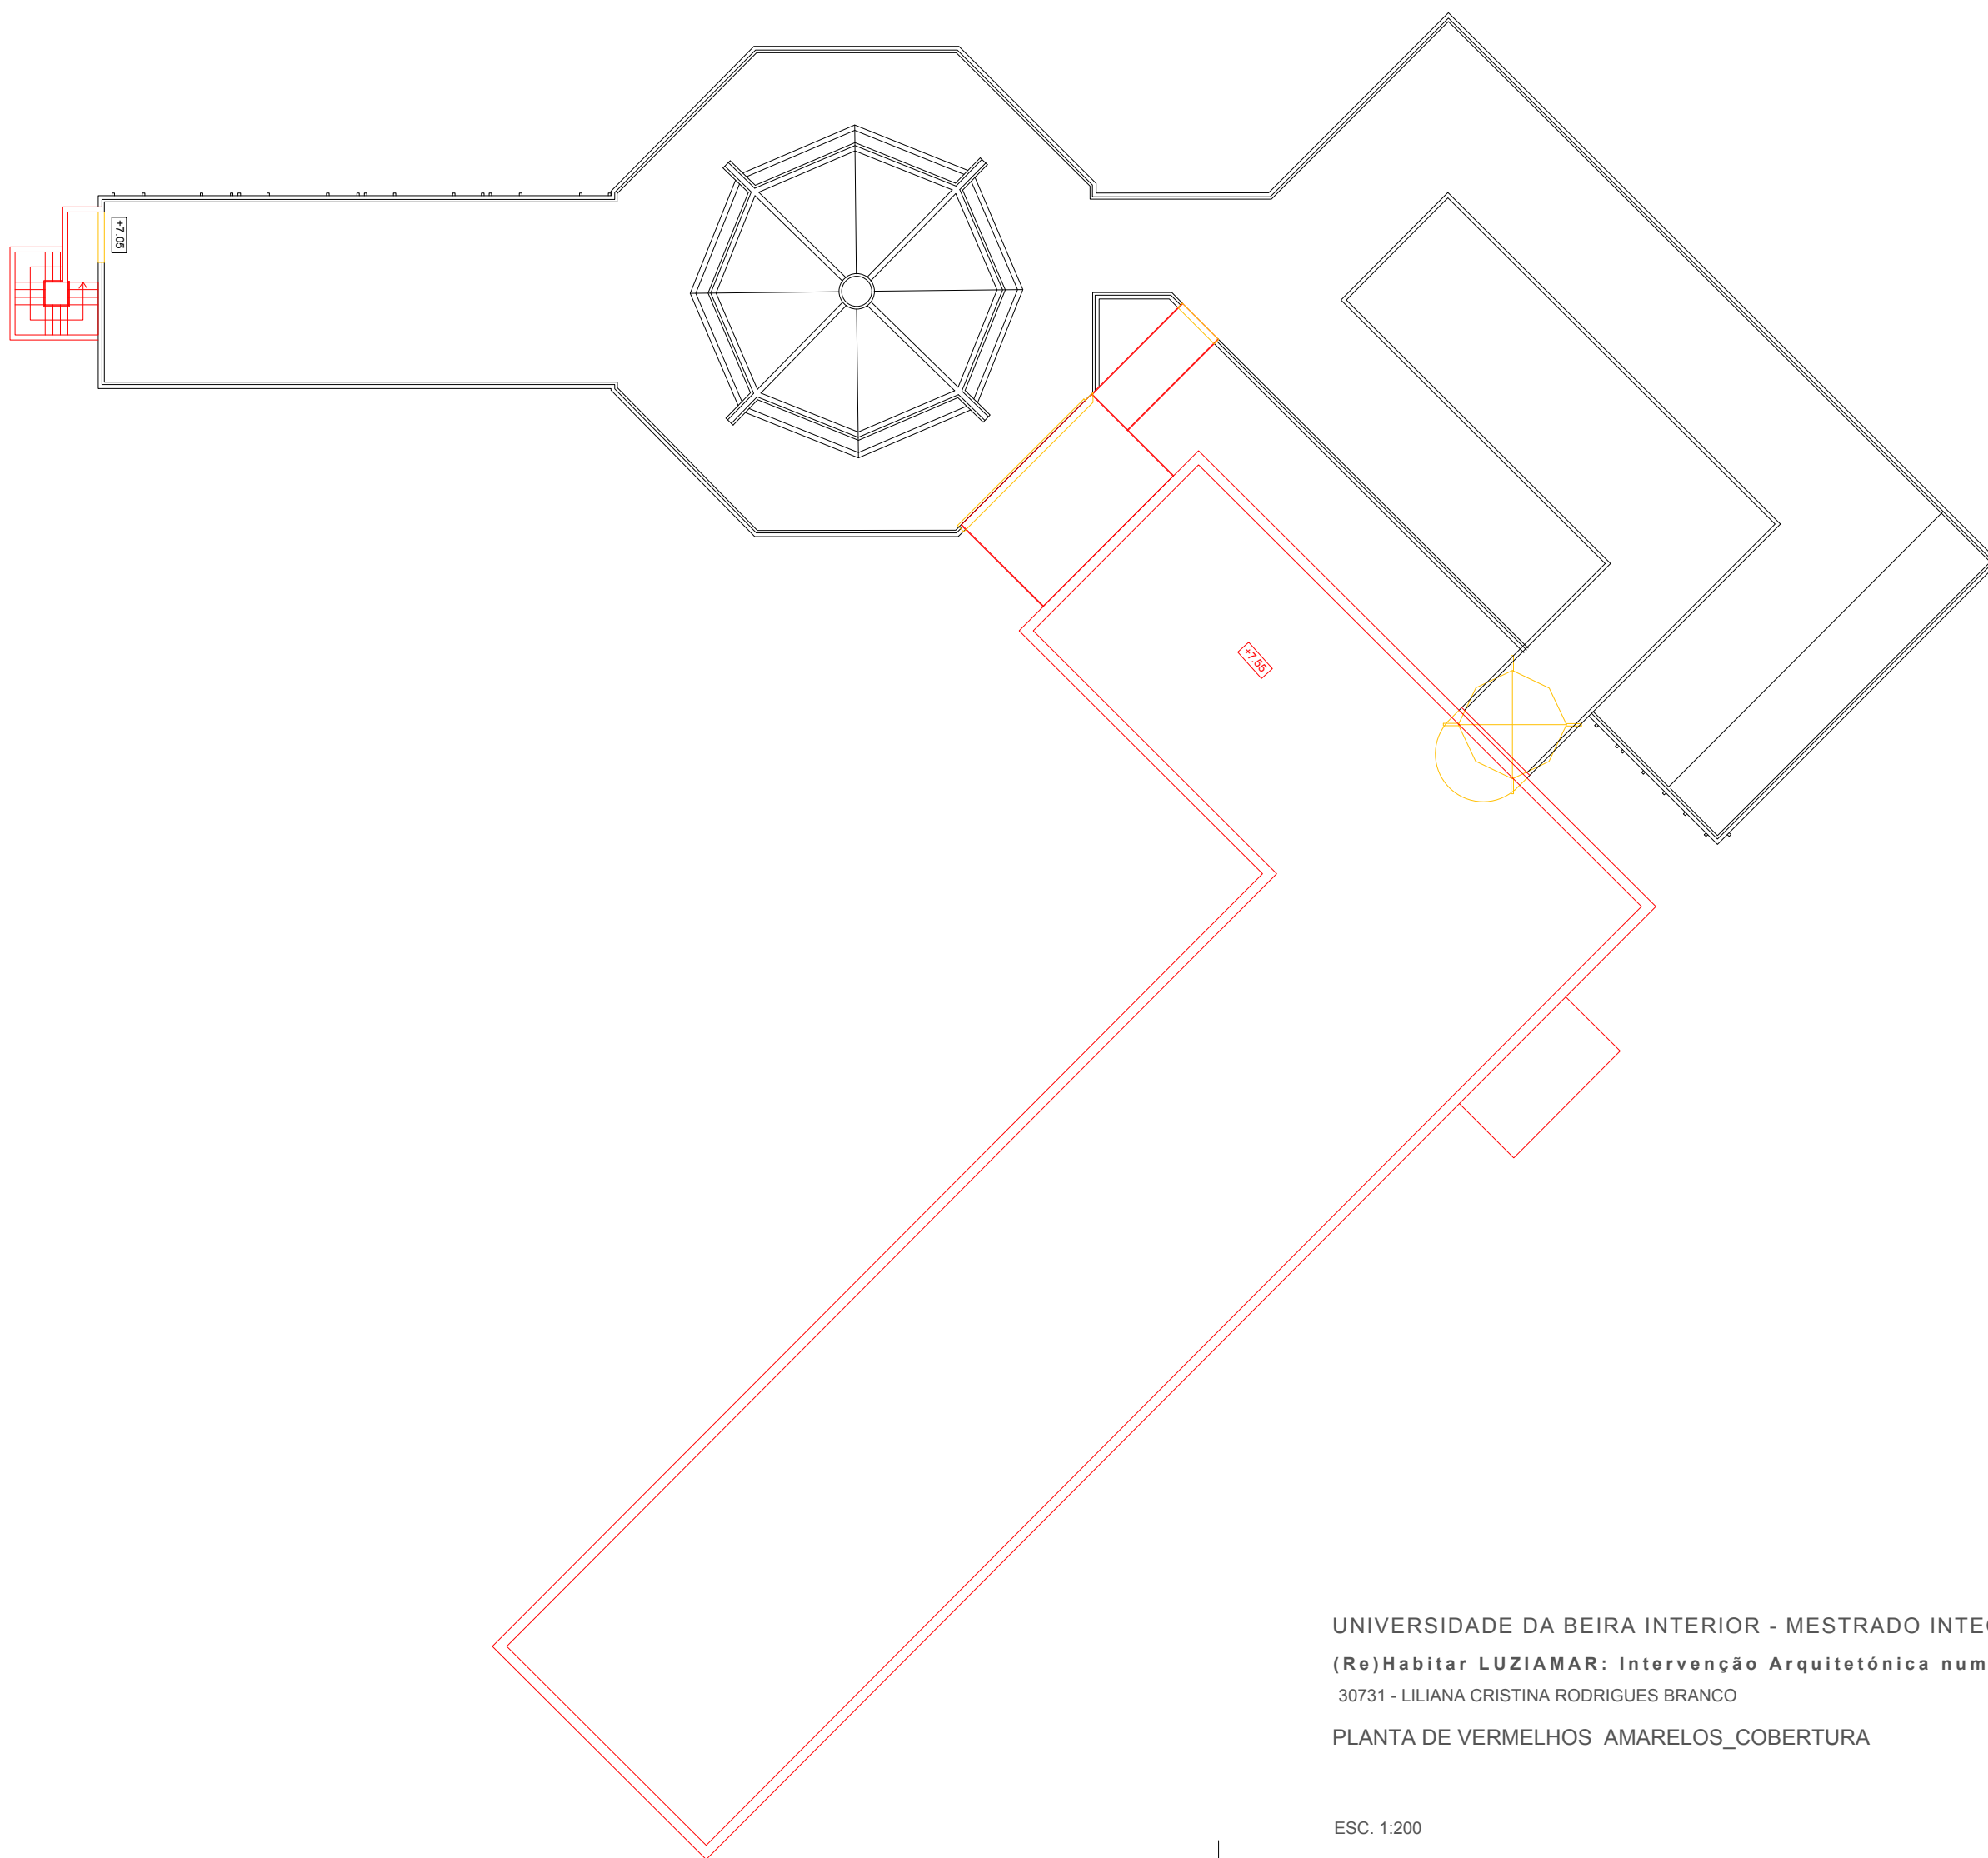 +7.05
+7.55
UNIVERSIDADE DA BEIRA INTERIOR - MESTRADO
(Re)Habitar LUZIAMAR: Intervenção Arquitetónica num
30731 - LILIANA CRISTINA RODRIGUES BRANCO
PLANTA DE VERMELHOS AMARELOS_COBERTURA
ESC. 1:200